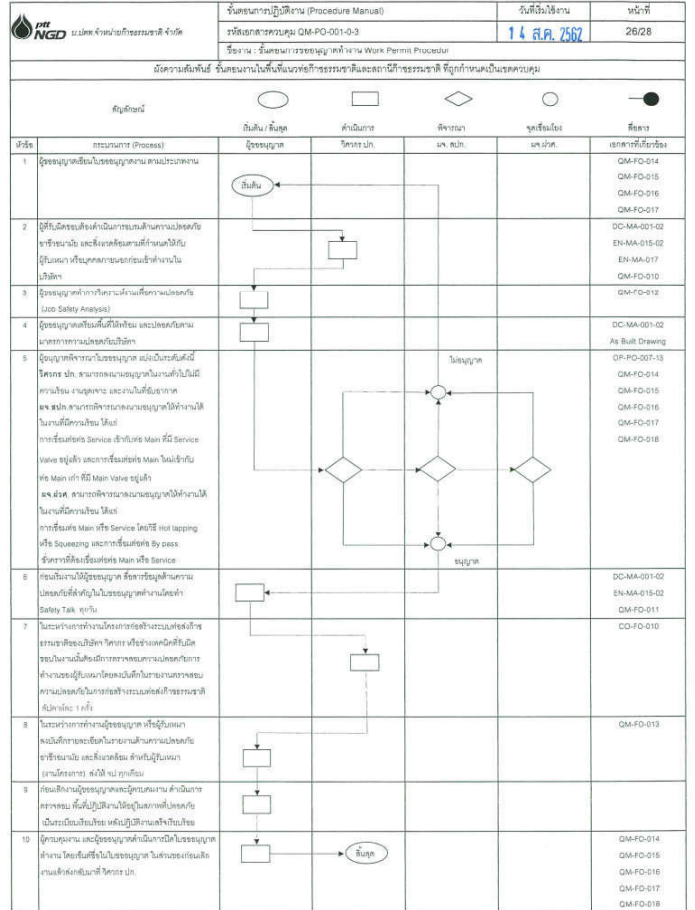 ptt
NGD
บ.ปตท.จำหน่ายก๊าซธรรมชาติ จำกัด
ขั้นตอนการปฏิบัติงาน (Procedure Manual)
วันที่เริ่มใช้งาน
หน้าที่
รหัสเอกสารควบคุม QM-PO-001-0-3
1 4 ส.ค. 2562
26/28
ชื่องาน : ขั้นตอนการขออนุญาตทำงาน Work Permit Procedur
ผังความสัมพันธ์ ขั้นตอนงานในพื้นที่แนวท่อก๊าซธรรมชาติและสถานีก๊าซธรรมชาติ ที่ถูกกำหนดเป็นเขตควบคุม
สัญลักษณ์
เริ่มต้น / สิ้นสุด
ดำเนินการ
พิจารณา
จุดเชื่อมโยง
สื่อสาร
หัวข้อ
กระบวนการ (Process)
ผู้ขออนุญาต
วิศวกร ปก.
ผจ. สปก.
ผจ.ฝวศ.
เอกสารที่เกี่ยวข้อง
1
ผู้ขออนุญาตเขียนใบขออนุญาตงาน ตามประเภทงาน
เริ่มต้น
QM-FO-014
QM-FO-015
QM-FO-016
QM-FO-017
2
ผู้ที่รับผิดชอบต้องดำเนินการอบรมด้านความปลอดภัย
อาชีวอนามัย และสิ่งแวดล้อมตามที่กำหนดให้กับ
ผู้รับเหมา หรือบุคคลภายนอกก่อนเข้าทำงานใน
บริษัทฯ
DC-MA-001-02
EN-MA-015-02
EN-MA-017
QM-FO-010
3
ผู้ขออนุญาตทำการวิเคราะห์งานเพื่อความปลอดภัย
(Job Safety Analysis)
QM-FO-012
4
ผู้ขออนุญาตเตรียมพื้นที่ให้พร้อม และปลอดภัยตาม
มาตรการความปลอดภัยบริษัทฯ
DC-MA-001-02
As Built Drawing
5
ผู้อนุญาตพิจารณาใบขออนุญาต แบ่งเป็นระดับดังนี้
วิศวกร ปก. สามารถลงนามอนุญาตในงานทั่วไปไม่มี
ความร้อน งานขุดเจาะ และงานในที่อับอากาศ
ผจ.สปก.สามารถพิจารณาลงนามอนุญาตให้ทำงานได้
ในงานที่มีความร้อน ได้แก่
การเชื่อมต่อท่อ Service เข้ากับท่อ Main ที่มี Service
Valve อยู่แล้ว และการเชื่อมต่อท่อ Main ใหม่เข้ากับ
ท่อ Main เก่า ที่มี Main Valve อยู่แล้ว
ผจ.ฝวศ. สามารถพิจารณาลงนามอนุญาตให้ทำงานได้
ในงานที่มีความร้อน ได้แก่
การเชื่อมต่อ Main หรือ Service โดยวิธี Hot tapping
หรือ Squeezing และการเชื่อมต่อท่อ By pass
ชั่วคราวที่ต้องเชื่อมต่อท่อ Main หรือ Service
ไม่อนุญาต
อนุญาต
OP-PO-007-13
QM-FO-014
QM-FO-015
QM-FO-016
QM-FO-017
QM-FO-018
6
ก่อนเริ่มงานให้ผู้ขออนุญาต สื่อสารข้อมูลด้านความ
ปลอดภัยที่สำคัญในใบขออนุญาตทำงานโดยทำ
Safety Talk ทุกวัน
DC-MA-001-02
EN-MA-015-02
QM-FO-011
7
ในระหว่างการทำงานโครงการก่อสร้างระบบท่อส่งก๊าซ
ธรรมชาติของบริษัทฯ วิศวกร หรือช่างเทคนิคที่รับผิด
ชอบในงานนั้นต้องมีการตรวจสอบความปลอดภัยการ
ทำงานของผู้รับเหมาโดยลงบันทึกในรายงานตรวจสอบ
ความปลอดภัยในการก่อสร้างระบบท่อส่งก๊าซธรรมชาติ
สัปดาห์ละ 1 ครั้ง
CO-FO-010
8
ในระหว่างการทำงานผู้ขออนุญาต หรือผู้รับเหมา
ลงบันทึกรายละเอียดในรายงานด้านความปลอดภัย
อาชีวอนามัย และสิ่งแวดล้อม สำหรับผู้รับเหมา
(งานโครงการ) ส่งให้ จป ทุกเดือน
QM-FO-013
9
ก่อนเลิกงานผู้ขออนุญาตและผู้ควบคุมงาน ดำเนินการ
ตรวจสอบ พื้นที่ปฏิบัติงานให้อยู่ในสภาพที่ปลอดภัย
เป็นระเบียบเรียบร้อย หลังปฏิบัติงานเสร็จเรียบร้อย
10
ผู้ควบคุมงาน และผู้ขออนุญาตดำเนินการปิดใบขออนุญาต
ทำงาน โดยเซ็นต์ชื่อในใบขออนุญาต ในส่วนของก่อนเลิก
งานแล้วส่งกลับมาที่ วิศวกร ปก.
สิ้นสุด
QM-FO-014
QM-FO-015
QM-FO-016
QM-FO-017
QM-FO-018